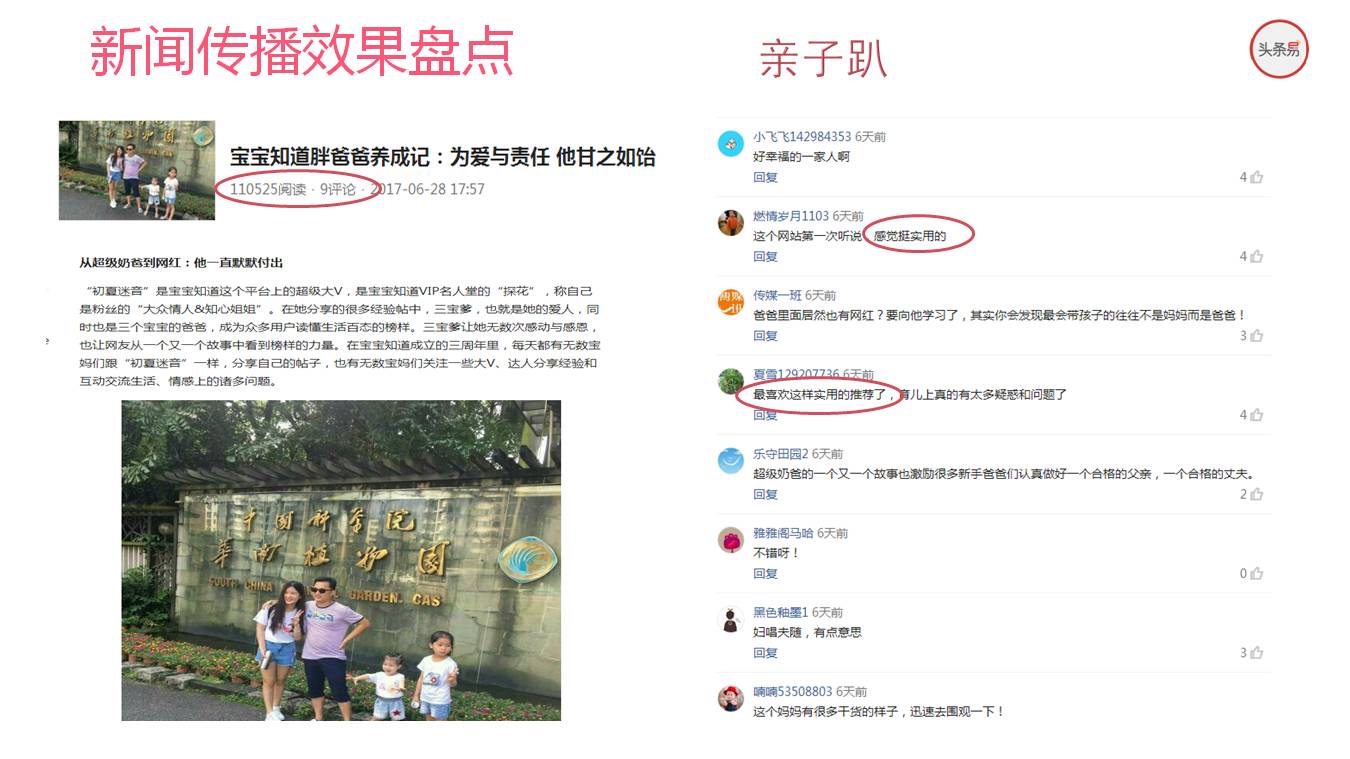 新闻传播效果盘点
亲子趴
头条易
宝宝知道胖爸爸养成记：为爱与责任 他甘之如饴
110525阅读 · 9评论 · 2017-06-28 17:57
从超级奶爸到网红：他一直默默付出
“初夏迷音”是宝宝知道这个平台上的超级大V，是宝宝知道VIP名人堂的“探花”，称自己
是粉丝的“大众情人&知心姐姐”。在她分享的很多经验帖中，三宝爹，也就是她的爱人，同
时也是三个宝宝的爸爸，成为众多用户读懂生活百态的榜样。三宝爹让她无数次感动与感恩，
也让网友从一个又一个故事中看到榜样的力量。在宝宝知道成立的三周年里，每天都有无数宝
妈们跟“初夏迷音”一样，分享自己的帖子，也有无数宝妈们关注一些大V、达人分享经验和
互动交流生活、情感上的诸多问题。
e
中国科学院
华南植物园
SOUTH CHINA
GARDEN. CAS
小飞飞142984353 6天前
好幸福的一家人啊
回复
4
燃情岁月1103 6天前
这个网站第一次听说，感觉挺实用的
回复
4
传媒一班 6天前
爸爸里面居然也有网红？要向他学习了，其实你会发现最会带孩子的往往不是妈妈而是爸爸！
回复
3
夏雪129207736 6天前
最喜欢这样实用的推荐了，育儿上真的有太多疑惑和问题了
回复
4
乐守田园2 6天前
超级奶爸的一个又一个故事也激励很多新手爸爸们认真做好一个合格的父亲，一个合格的丈夫。
回复
2
雅雅阁马哈 6天前
不错呀！
回复
0
黑色釉墨1 6天前
妇唱夫随，有点意思
回复
3
喃喃53508803 6天前
这个妈妈有很多干货的样子，迅速去围观一下！